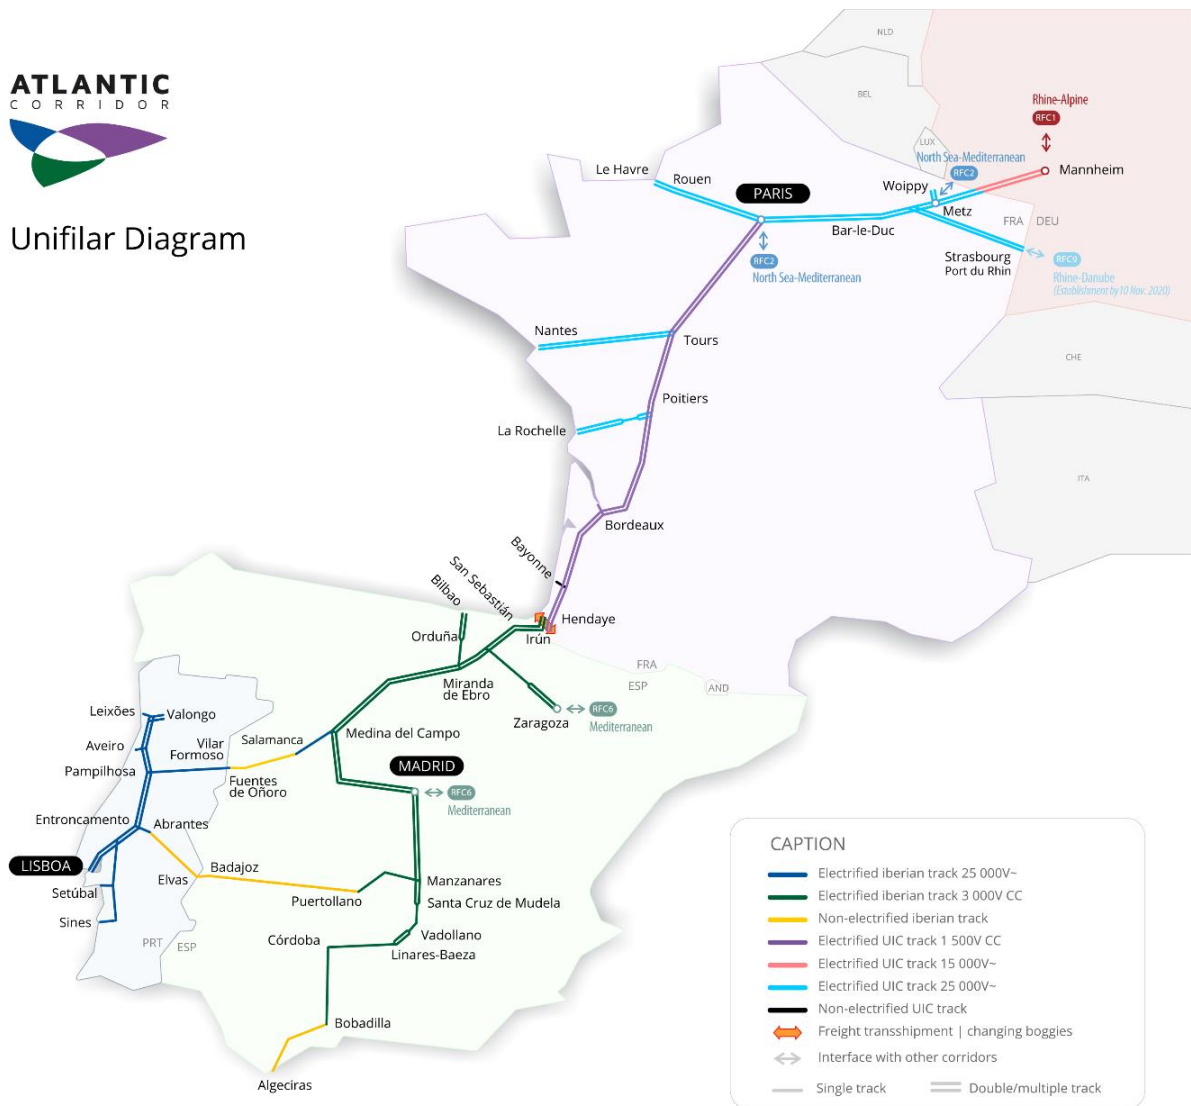 ATLANTIC
CORRIDOR
Unifilar Diagram
NLD
BEL
LUX
Rhine-Alpine
RFC1
North Sea-Mediterranean
RFC2
Mannheim
Le Havre
Rouen
PARIS
Woippy
Metz
Bar-le-Duc
FRA
DEU
RFC2
North Sea-Mediterranean
Strasbourg
Port du Rhin
RFC9
Rhine-Danube
(Establishment by 10 Nov. 2020)
Nantes
Tours
CHE
Poitiers
La Rochelle
ITA
Bordeaux
Bayonne
San Sebastián
Bilbao
Hendaye
Orduña
Irún
FRA
ESP
AND
Miranda
de Ebro
Zaragoza
RFC6
Mediterranean
Leixões
Valongo
Aveiro
Vilar
Formoso
Salamanca
Medina del Campo
Pampilhosa
Fuentes
de Oñoro
MADRID
RFC6
Mediterranean
Entroncamento
Abrantes
LISBOA
Badajoz
Elvas
Setúbal
Puertollano
Manzanares
Santa Cruz de Mudela
Sines
PRT
ESP
Córdoba
Vadollano
Linares-Baeza
Bobadilla
Algeciras
CAPTION
Electrified iberian track 25 000V~
Electrified iberian track 3 000V CC
Non-electrified iberian track
Electrified UIC track 1 500V CC
Electrified UIC track 15 000V~
Electrified UIC track 25 000V~
Non-electrified UIC track
Freight transshipment | changing boggies
Interface with other corridors
Single track
Double/multiple track